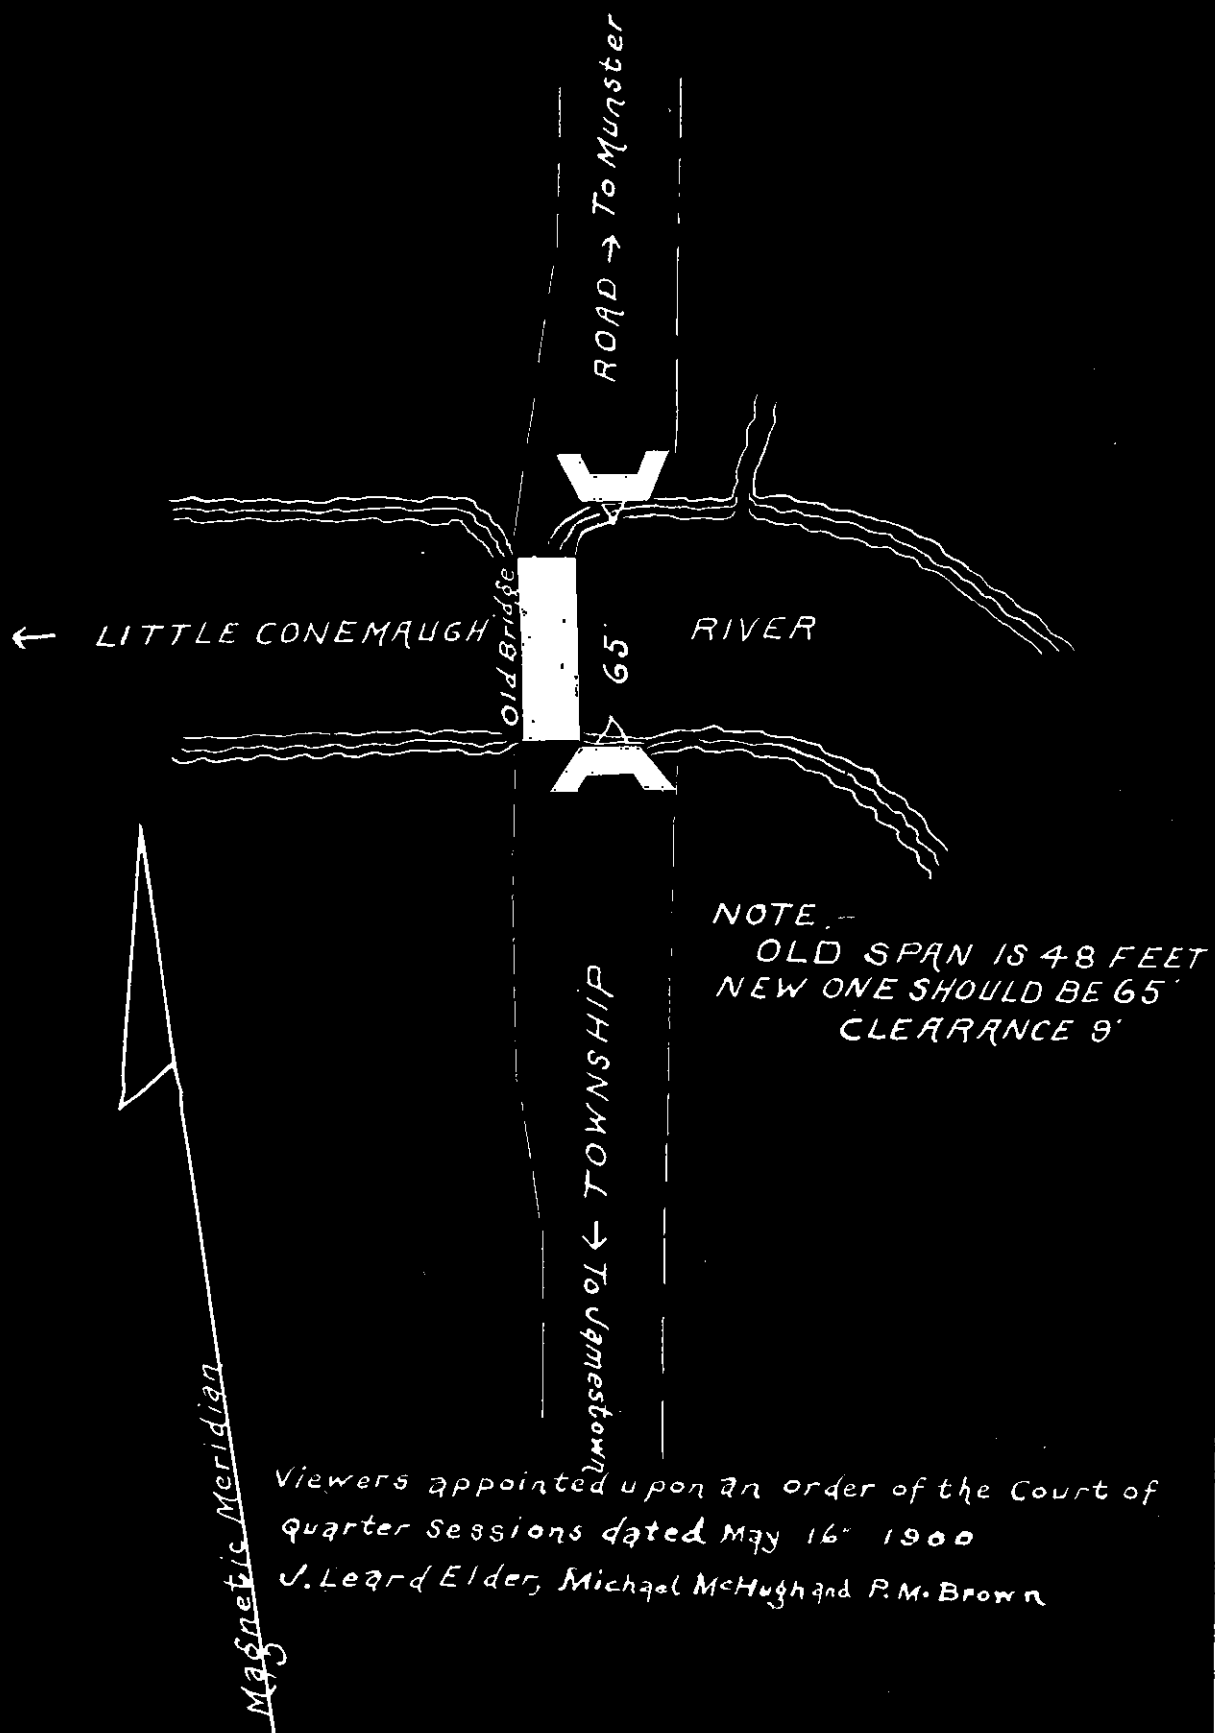 ROAD → To Munster
← LITTLE CONEMAUGH RIVER
Old Bridge
65'
NOTE.-
OLD SPAN IS 48 FEET
NEW ONE SHOULD BE 65'
CLEARANCE 9'
To Jamestown ← TOWNSHIP
Magnetic Meridian
Viewers appointed upon an order of the Court of
Quarter Sessions dated May 16" 1900
J. Leard Elder, Michael McHugh and P. M. Brown